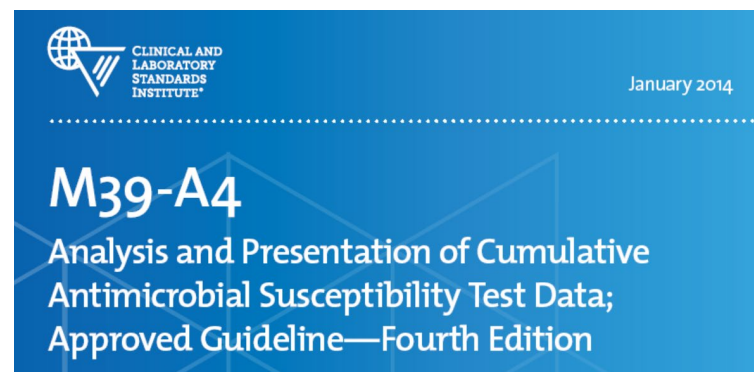 CLINICAL AND
LABORATORY
STANDARDS
INSTITUTE®
January 2014
M39-A4
Analysis and Presentation of Cumulative
Antimicrobial Susceptibility Test Data;
Approved Guideline—Fourth Edition